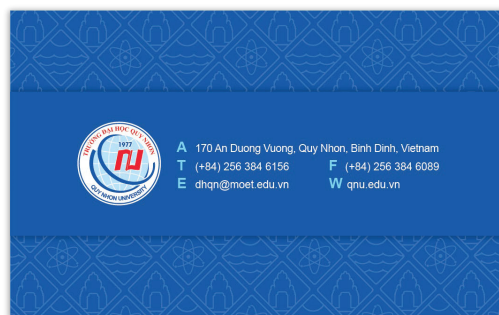 TRƯỜNG ĐẠI HỌC QUY NHƠN
1977
QUY NHON UNIVERSITY
A 170 An Duong Vuong, Quy Nhon, Binh Dinh, Vietnam
T (+84) 256 384 6156 F (+84) 256 384 6089
E dhqn@moet.edu.vn W qnu.edu.vn